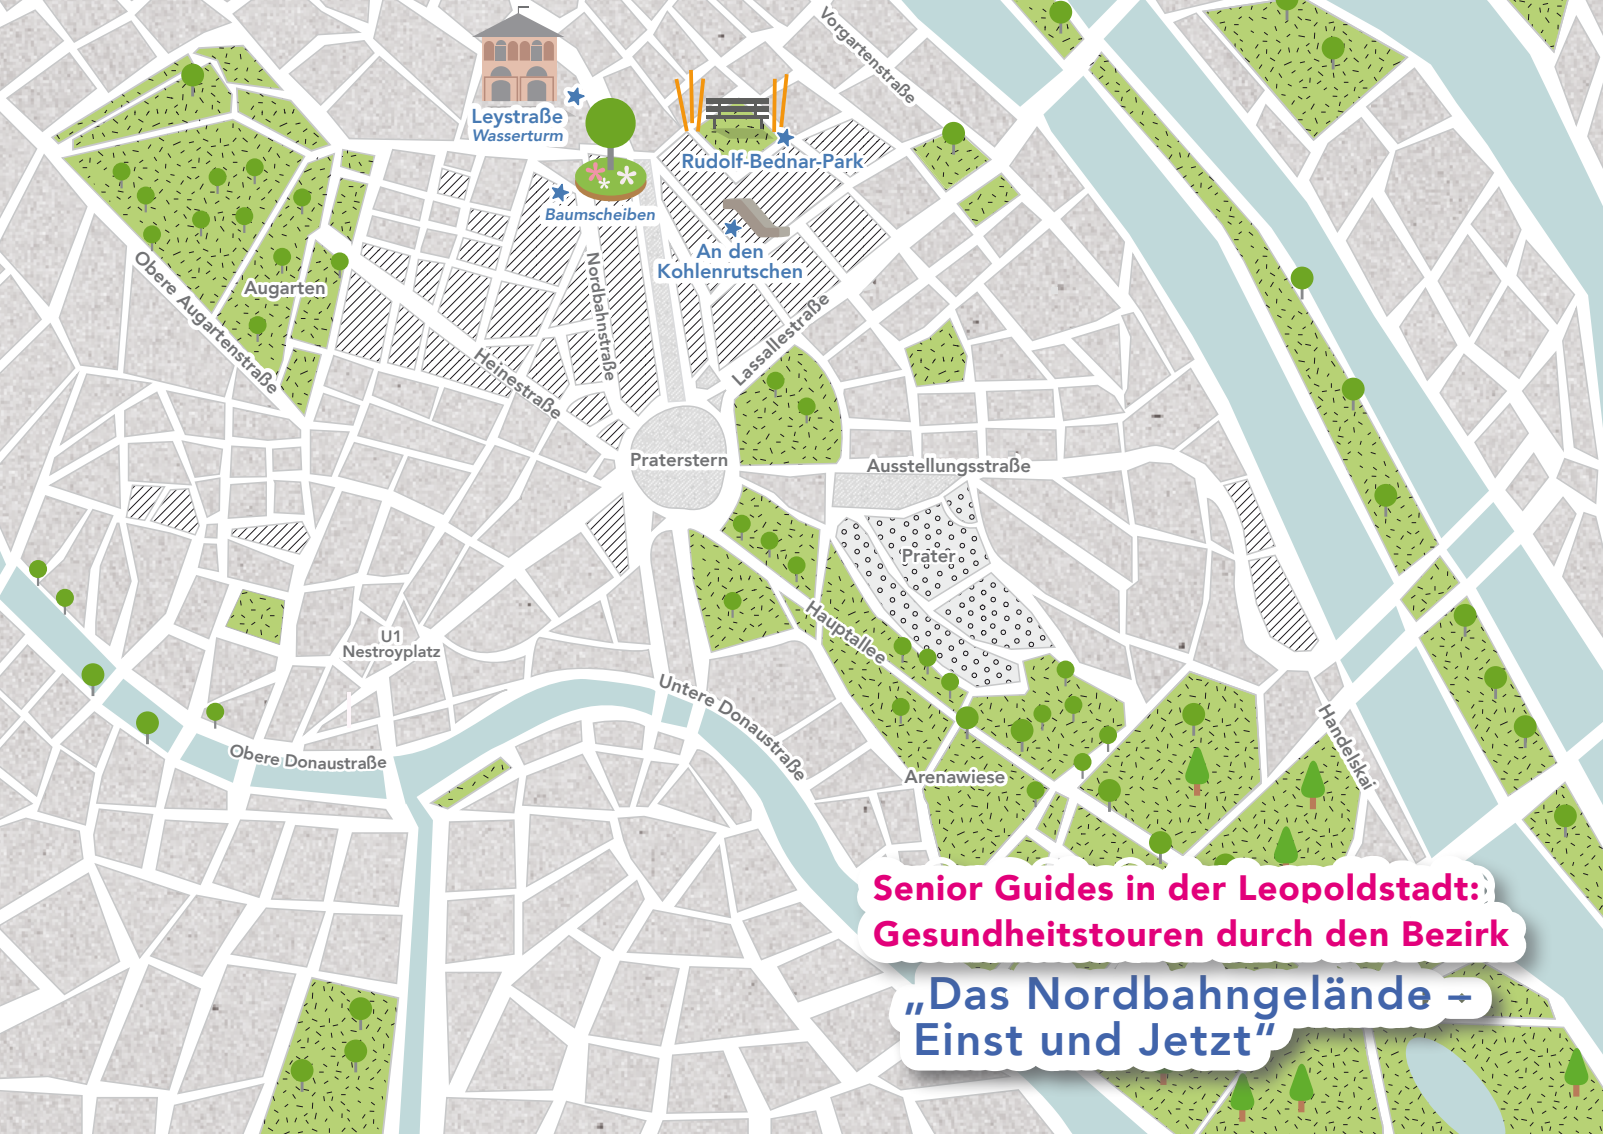 Vorgartenstraße
Leystraße
Wasserturm
Rudolf-Bednar-Park
Baumscheiben
An den
Kohlenrutschen
Obere Augartenstraße
Augarten
Nordbahnstraße
Lassallestraße
Heinestraße
Praterstern
Ausstellungsstraße
Prater
Hauptallee
U1
Nestroyplatz
Untere Donaustraße
Obere Donaustraße
Arenawiese
Handelskai
Senior Guides in der Leopoldstadt:
Gesundheitstouren durch den Bezirk
„Das Nordbahngelände –
Einst und Jetzt“